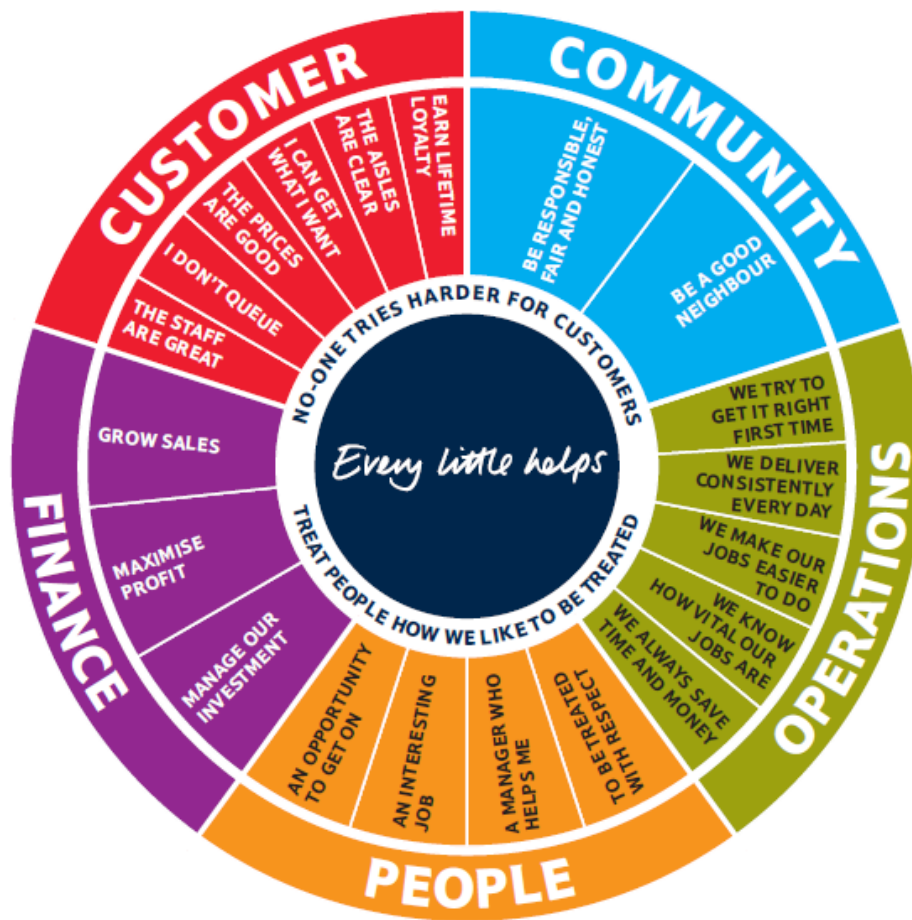 CUSTOMER
THE STAFF
ARE GREAT
I DON'T QUEUE
THE PRICES
ARE GOOD
I CAN GET
WHAT I WANT
THE AISLES
ARE CLEAR
EARN LIFETIME
LOYALTY
COMMUNITY
BE RESPONSIBLE,
FAIR AND HONEST
BE A GOOD
NEIGHBOUR
OPERATIONS
WE TRY TO
GET IT RIGHT
FIRST TIME
WE DELIVER
CONSISTENTLY
EVERY DAY
WE MAKE OUR
JOBS EASIER
TO DO
WE KNOW
HOW VITAL OUR
JOBS ARE
WE ALWAYS SAVE
TIME AND MONEY
PEOPLE
TO BE TREATED
WITH RESPECT
A MANAGER WHO
HELPS ME
AN INTERESTING
JOB
AN OPPORTUNITY
TO GET ON
FINANCE
MANAGE OUR
INVESTMENT
MAXIMISE
PROFIT
GROW SALES
NO-ONE TRIES HARDER FOR CUSTOMERS
Every little helps
TREAT PEOPLE HOW WE LIKE TO BE TREATED